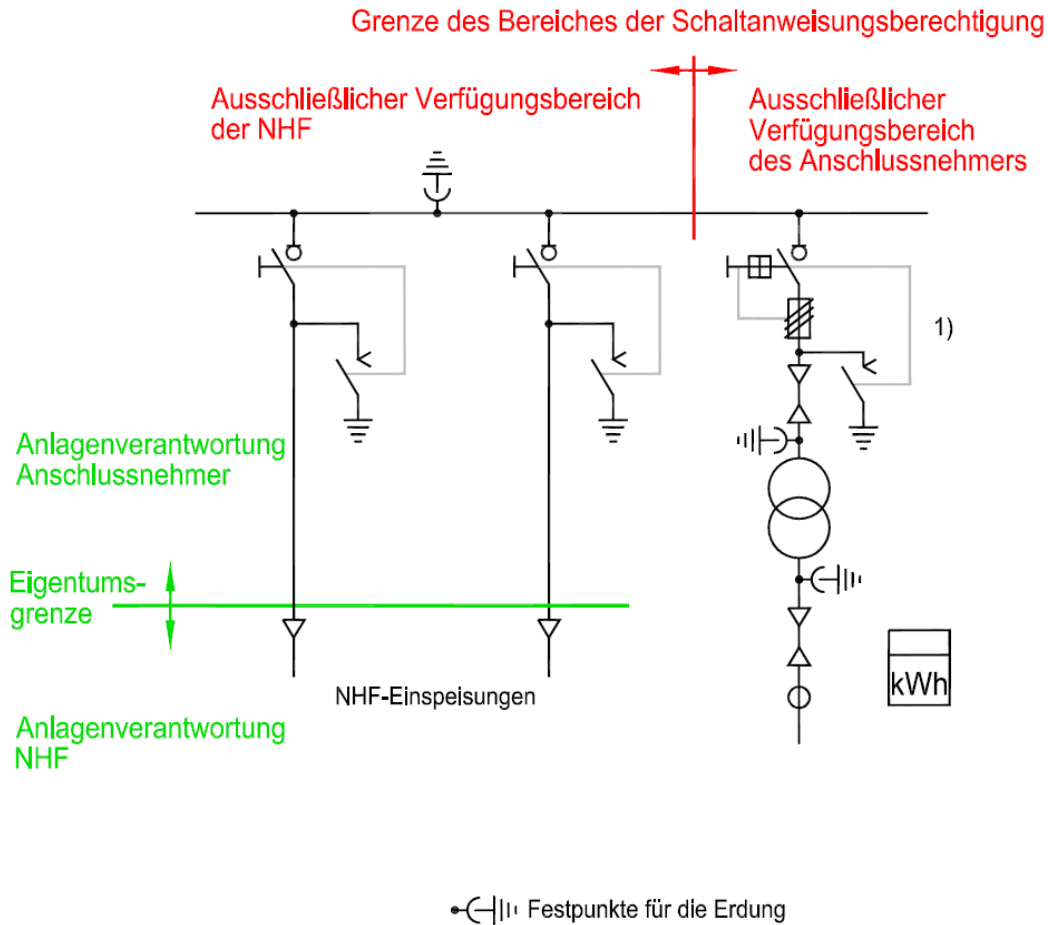 Grenze des Bereiches der Schaltanweisungsberechtigung
Ausschließlicher Verfügungsbereich
der NHF
Ausschließlicher
Verfügungsbereich
des Anschlussnehmers
1)
Anlagenverantwortung
Anschlussnehmer
Eigentums-
grenze
kWh
NHF-Einspeisungen
Anlagenverantwortung
NHF
Festpunkte für die Erdung